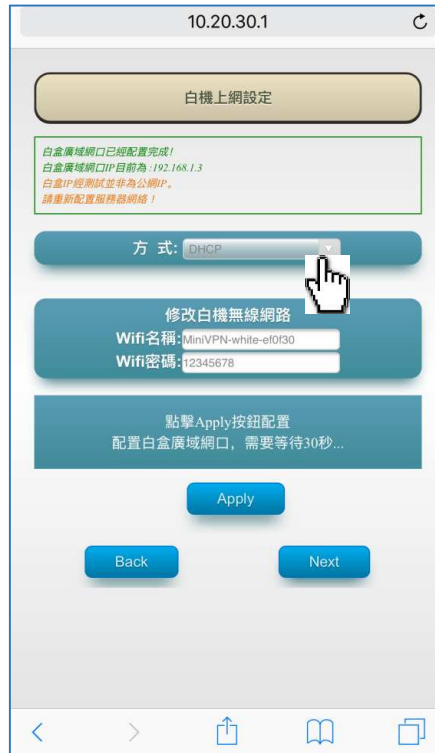 10.20.30.1
白機上網設定
白盒廣域網口已經配置完成!
白盒廣域網口IP目前為:192.168.1.3
白盒IP經測試並非為公網IP。
請重新配置服務器網絡！
方 式: DHCP
修改白機無線網路
Wifi名稱:MiniVPN-white-ef0f30
Wifi密碼:12345678
點擊Apply按鈕配置
配置白盒廣域網口，需要等待30秒...
Apply
Back Next